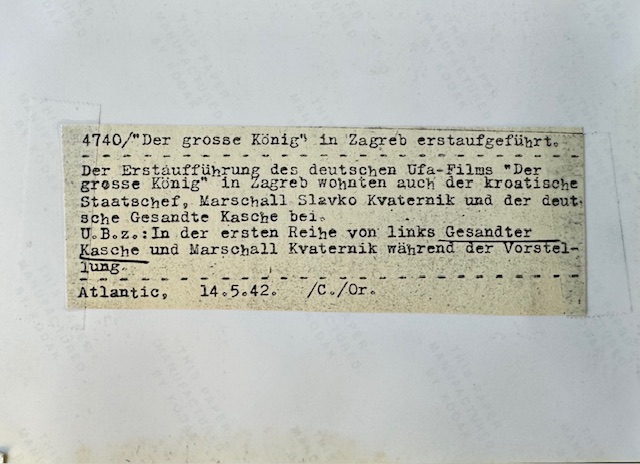 4740/"Der grosse König" in Zagreb erstaufgeführt.
Der Erstaufführung des deutschen Ufa-Films "Der
grosse König" in Zagreb wohnten auch der kroatische
Staatschef, Marschall Slavko Kvaternik und der deut-
sche Gesandte Kasche bei.
U.B.z.:In der ersten Reihe von links Gesandter
Kasche und Marschall Kvaternik während der Vorstel-
lung.
Atlantic, 14.5.42. /C./Or.